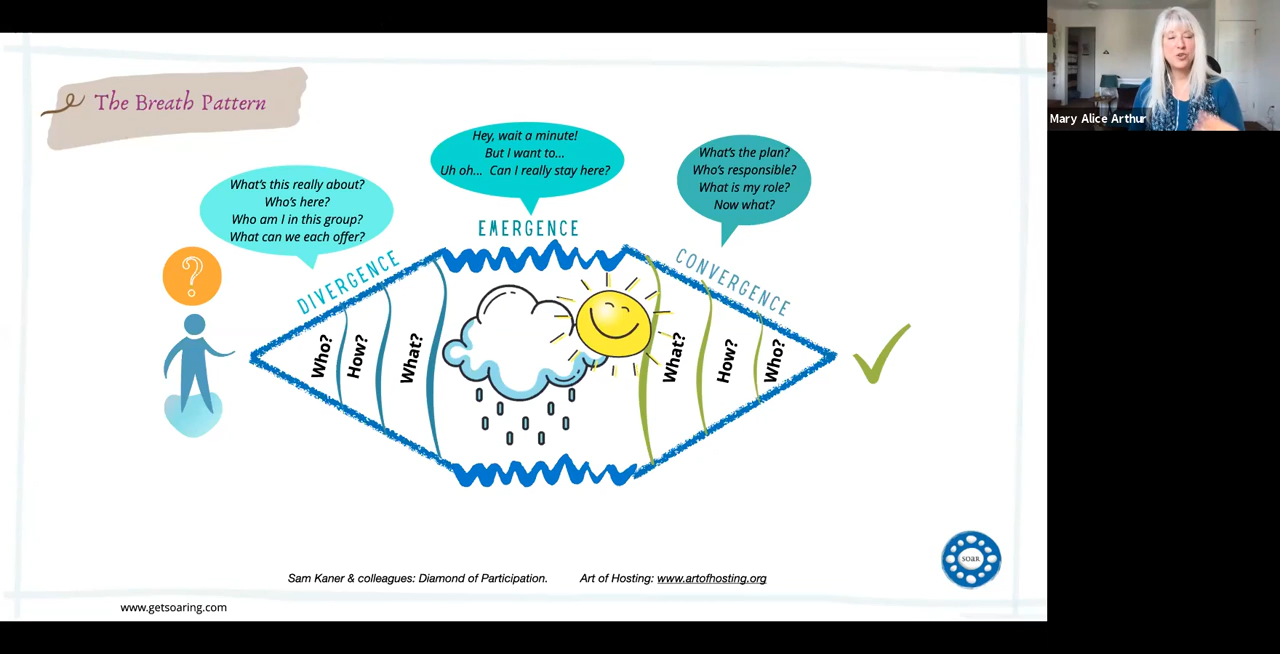 The Breath Pattern
Mary Alice Arthur
What's this really about?
Who's here?
Who am I in this group?
What can we each offer?
Hey, wait a minute!
But I want to...
Uh oh... Can I really stay here?
What's the plan?
Who's responsible?
What is my role?
Now what?
?
DIVERGENCE
EMERGENCE
CONVERGENCE
Who?
How?
What?
What?
How?
Who?
SOAR
Sam Kaner & colleagues: Diamond of Participation. Art of Hosting: www.artofhosting.org
www.getsoaring.com